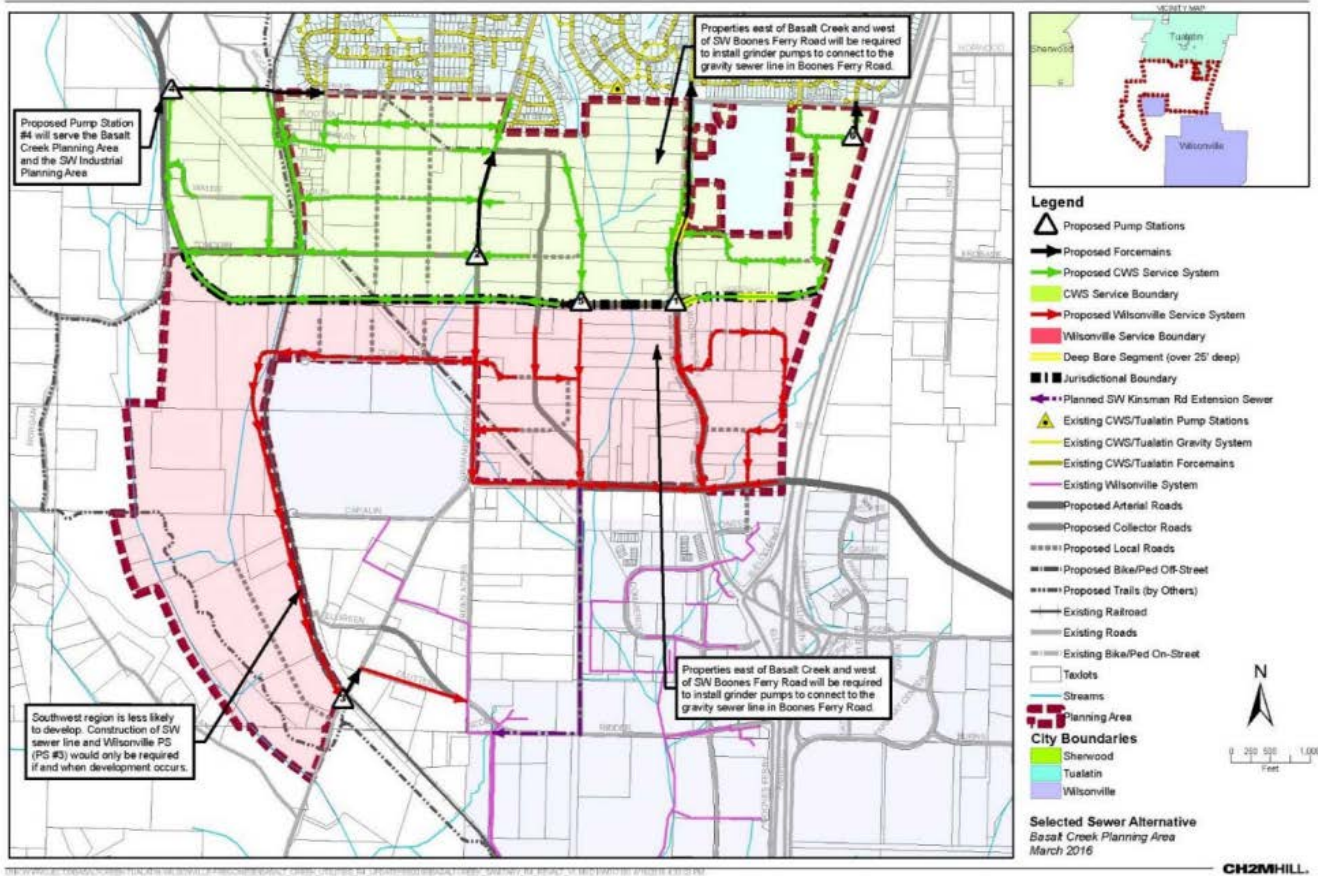 Properties east of Basalt Creek and west
of SW Boones Ferry Road will be required
to install grinder pumps to connect to the
gravity sewer line in Boones Ferry Road.
Proposed Pump Station
#4 will serve the Basalt
Creek Planning Area
and the SW Industrial
Planning Area
4
6
2
5
1
Properties east of Basalt Creek and west
of SW Boones Ferry Road will be required
to install grinder pumps to connect to the
gravity sewer line in Boones Ferry Road.
Southwest region is less likely
to develop. Construction of SW
sewer line and Wilsonville PS
(PS #3) would only be required
if and when development occurs.
VICINITY MAP
Sherwood
Tualatin
Wilsonville
Legend
Proposed Pump Stations
Proposed Forcemains
Proposed CWS Service System
CWS Service Boundary
Proposed Wilsonville Service System
Wilsonville Service Boundary
Deep Bore Segment (over 25' deep)
Jurisdictional Boundary
Planned SW Kinsman Rd Extension Sewer
Existing CWS/Tualatin Pump Stations
Existing CWS/Tualatin Gravity System
Existing CWS/Tualatin Forcemains
Existing Wilsonville System
Proposed Arterial Roads
Proposed Collector Roads
Proposed Local Roads
Proposed Bike/Ped Off-Street
Proposed Trails (by Others)
Existing Railroad
Existing Roads
Existing Bike/Ped On-Street
Taxlots
Streams
Planning Area
City Boundaries
Sherwood
Tualatin
Wilsonville
N
0 250 500 1,000
Feet
Selected Sewer Alternative
Basalt Creek Planning Area
March 2016
CH2MHILL.